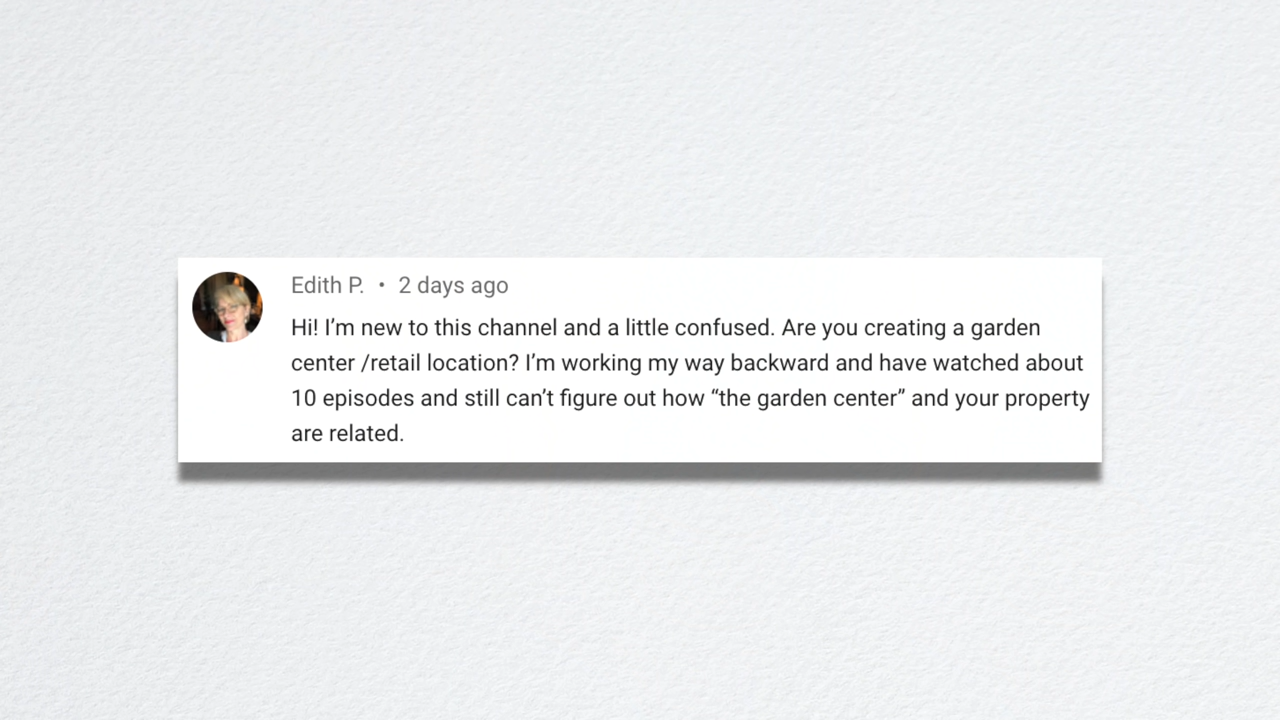 Edith P. • 2 days ago
Hi! I’m new to this channel and a little confused. Are you creating a garden
center /retail location? I’m working my way backward and have watched about
10 episodes and still can’t figure out how “the garden center” and your property
are related.